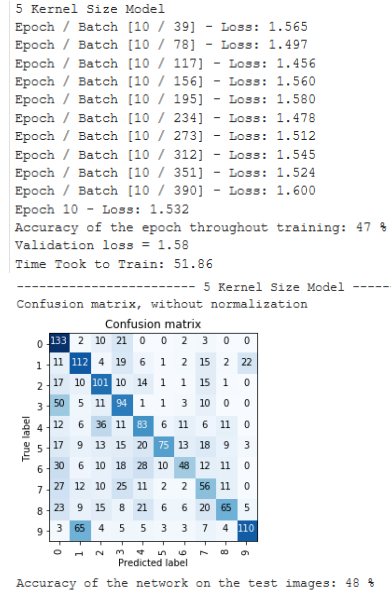 5 Kernel Size Model
Epoch / Batch [10 / 39] - Loss: 1.565
Epoch / Batch [10 / 78] - Loss: 1.497
Epoch / Batch [10 / 117] - Loss: 1.456
Epoch / Batch [10 / 156] - Loss: 1.560
Epoch / Batch [10 / 195] - Loss: 1.580
Epoch / Batch [10 / 234] - Loss: 1.478
Epoch / Batch [10 / 273] - Loss: 1.512
Epoch / Batch [10 / 312] - Loss: 1.545
Epoch / Batch [10 / 351] - Loss: 1.524
Epoch / Batch [10 / 390] - Loss: 1.600
Epoch 10 - Loss: 1.532
Accuracy of the epoch throughout training: 47 %
Validation loss = 1.58
Time Took to Train: 51.86
------------------------ 5 Kernel Size Model -----
Confusion matrix, without normalization
Confusion matrix
0 133 2 10 21 0 0 2 3 0 0
1 11 112 4 19 6 1 2 15 2 22
2 17 10 101 10 14 1 1 15 1 0
3 50 5 11 94 1 1 3 10 0 0
4 12 6 36 11 83 6 11 6 11 0
5 17 9 13 15 20 75 13 18 9 3
6 30 6 10 18 28 10 48 12 11 0
7 27 12 10 25 11 2 2 56 11 0
8 23 9 15 8 21 6 6 20 65 5
9 3 65 4 5 5 3 3 7 4 110
True label
0 1 2 3 4 5 6 7 8 9
Predicted label
Accuracy of the network on the test images: 48 %